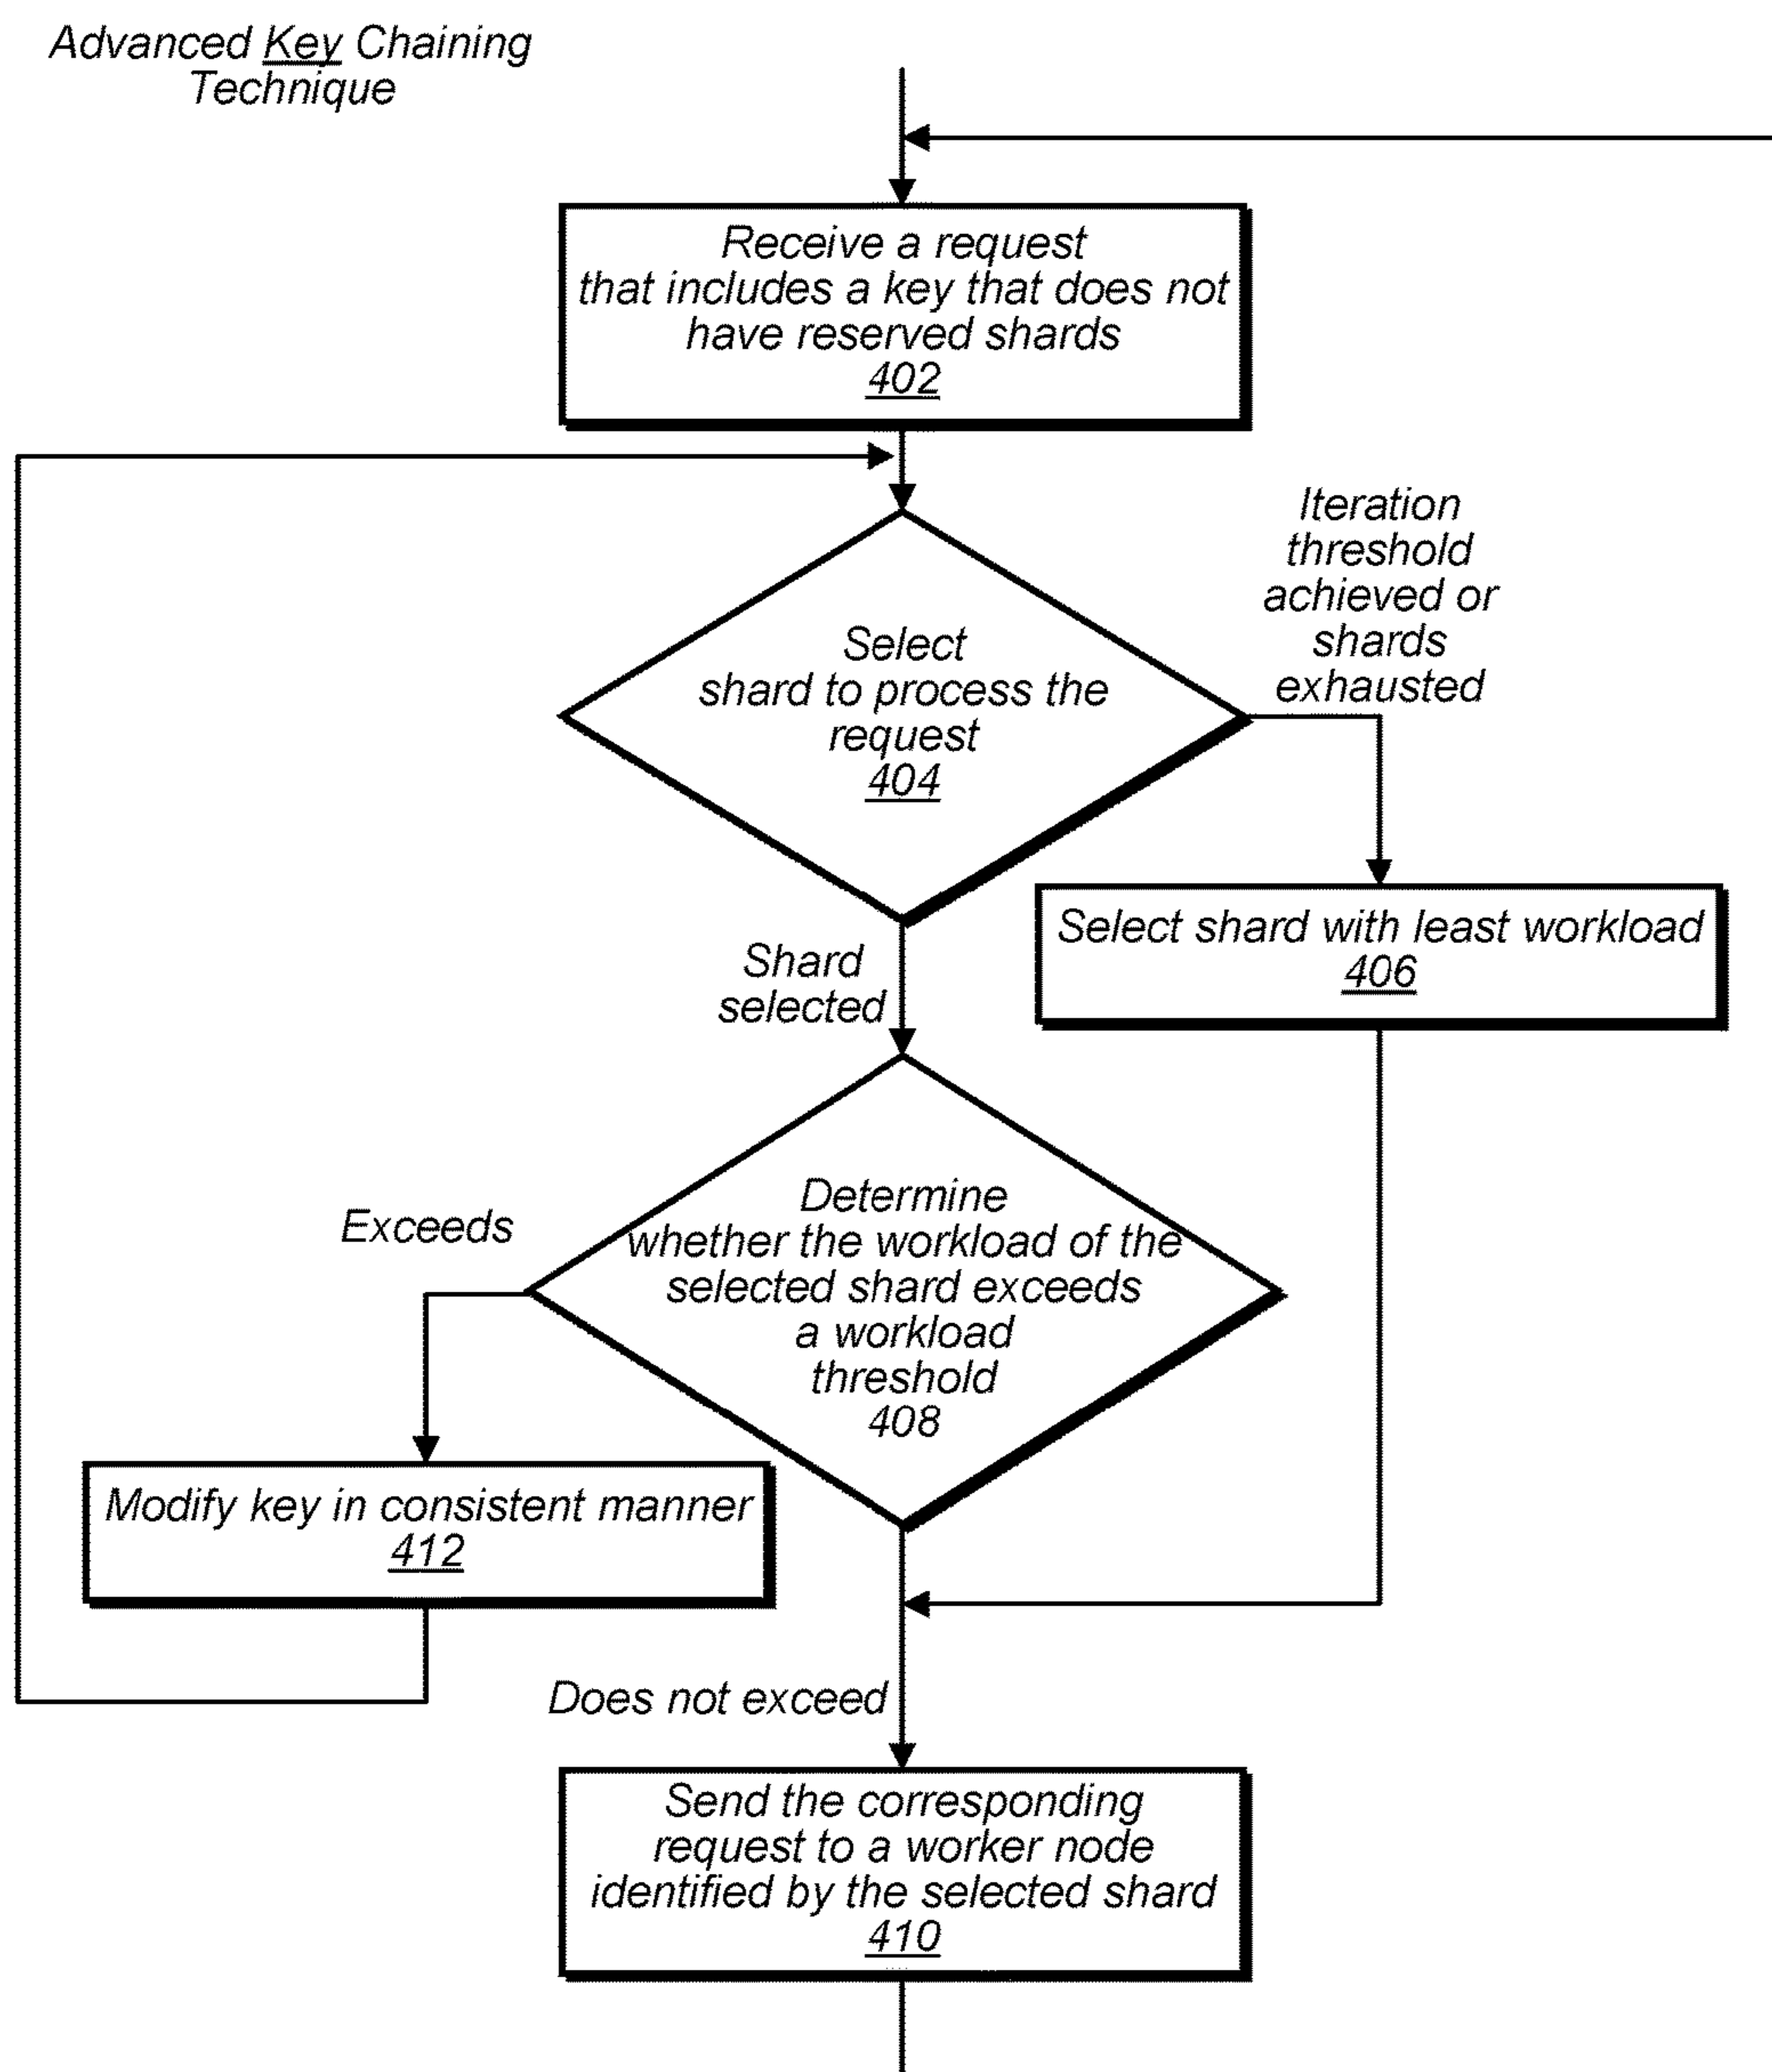 Advanced Key Chaining
Technique
Receive a request
that includes a key that does not
have reserved shards
402
Iteration
threshold
achieved or
shards
exhausted
Select
shard to process the
request
404
Select shard with least workload
406
Shard
selected
Determine
whether the workload of the
selected shard exceeds
a workload
threshold
408
Exceeds
Modify key in consistent manner
412
Does not exceed
Send the corresponding
request to a worker node
identified by the selected shard
410